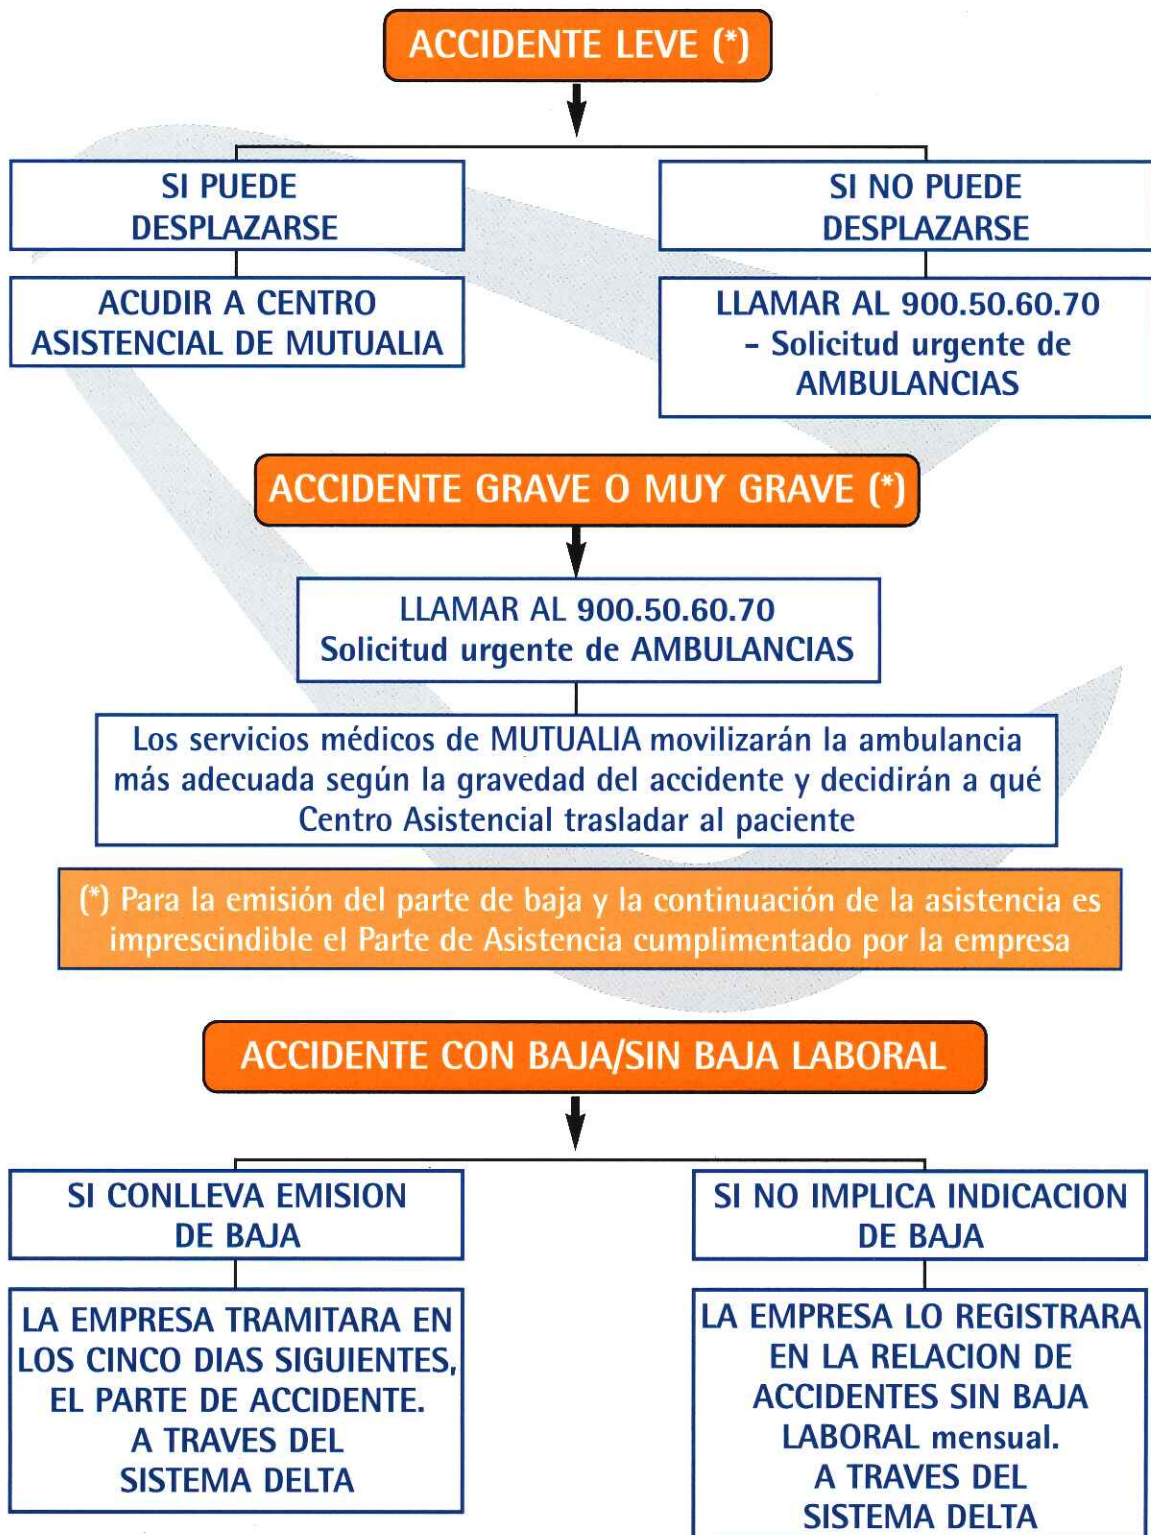 ACCIDENTE LEVE (*)
SI PUEDE
DESPLAZARSE
ACUDIR A CENTRO
ASISTENCIAL DE MUTUALIA
SI NO PUEDE
DESPLAZARSE
LLAMAR AL 900.50.60.70
- Solicitud urgente de
AMBULANCIAS
ACCIDENTE GRAVE O MUY GRAVE (*)
LLAMAR AL 900.50.60.70
Solicitud urgente de AMBULANCIAS
Los servicios médicos de MUTUALIA movilizarán la ambulancia
más adecuada según la gravedad del accidente y decidirán a qué
Centro Asistencial trasladar al paciente
(*) Para la emisión del parte de baja y la continuación de la asistencia es
imprescindible el Parte de Asistencia cumplimentado por la empresa
ACCIDENTE CON BAJA/SIN BAJA LABORAL
SI CONLLEVA EMISION
DE BAJA
LA EMPRESA TRAMITARA EN
LOS CINCO DIAS SIGUIENTES,
EL PARTE DE ACCIDENTE.
A TRAVES DEL
SISTEMA DELTA
SI NO IMPLICA INDICACION
DE BAJA
LA EMPRESA LO REGISTRARA
EN LA RELACION DE
ACCIDENTES SIN BAJA
LABORAL mensual.
A TRAVES DEL
SISTEMA DELTA